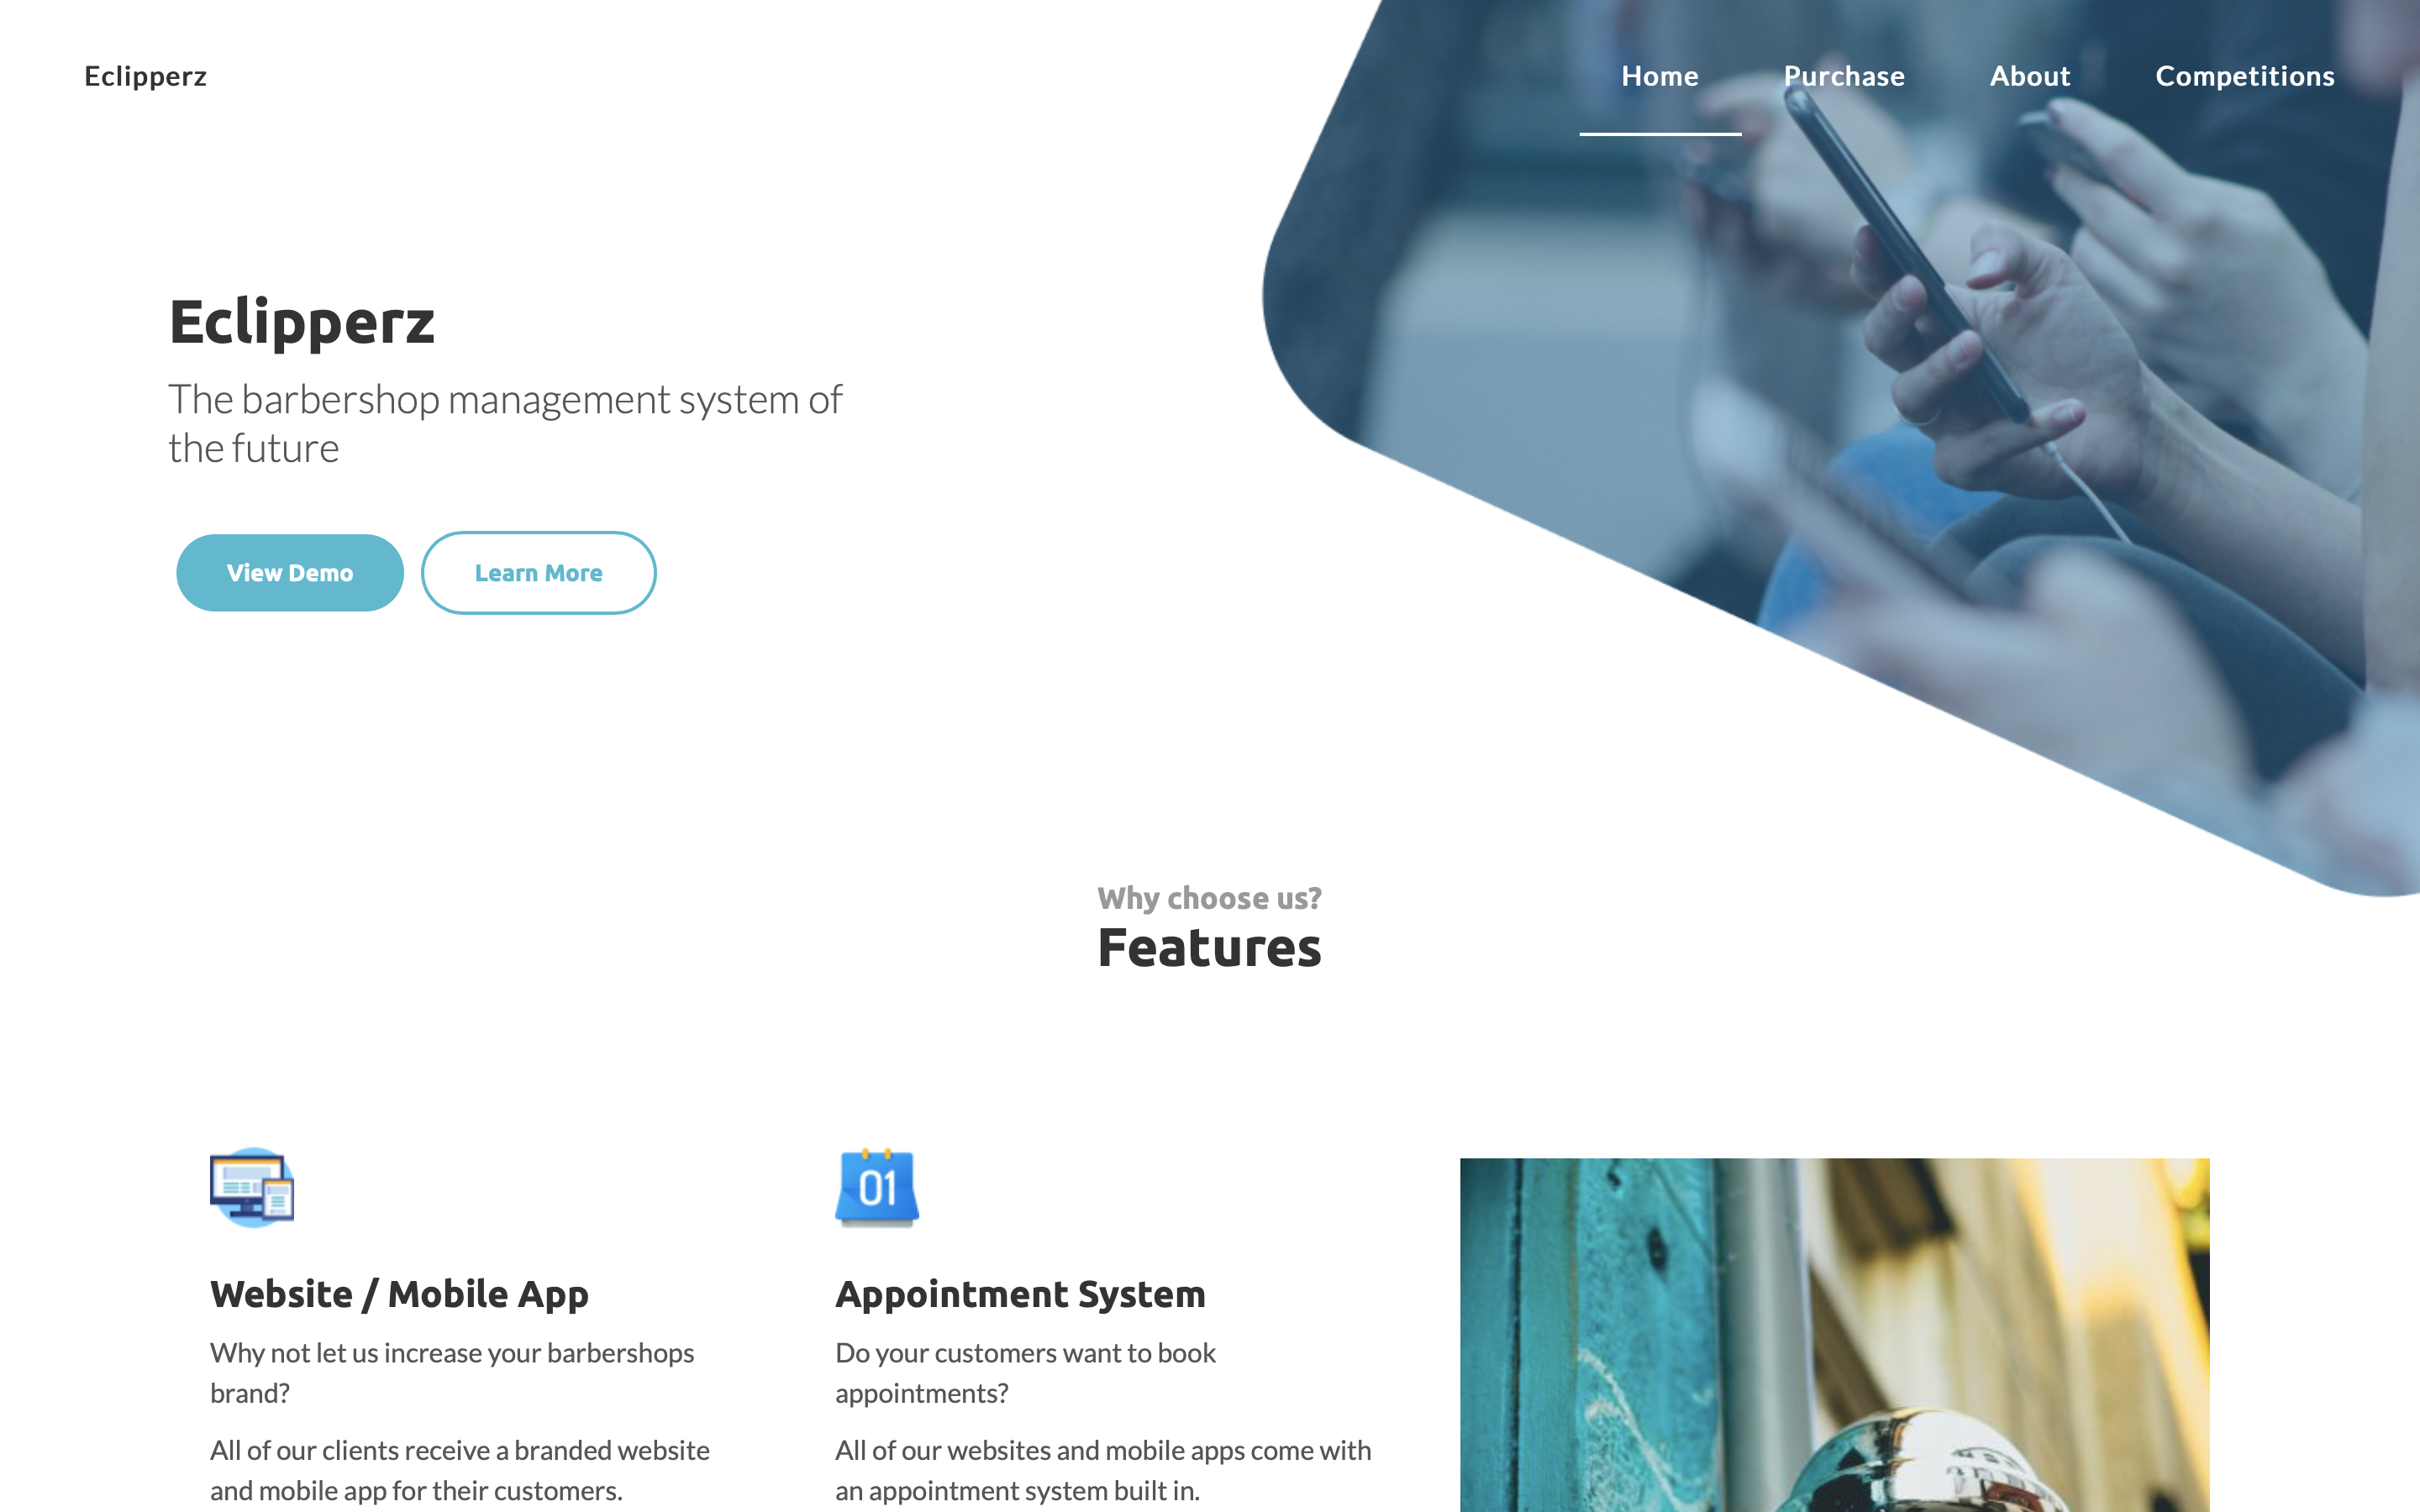 Eclipperz
Home
Purchase
About
Competitions
Eclipperz
The barbershop management system of
the future
View Demo
Learn More
Why choose us?
Features
01
Website / Mobile App
Why not let us increase your barbershops
brand?
All of our clients receive a branded website
and mobile app for their customers.
Appointment System
Do your customers want to book
appointments?
All of our websites and mobile apps come with
an appointment system built in.